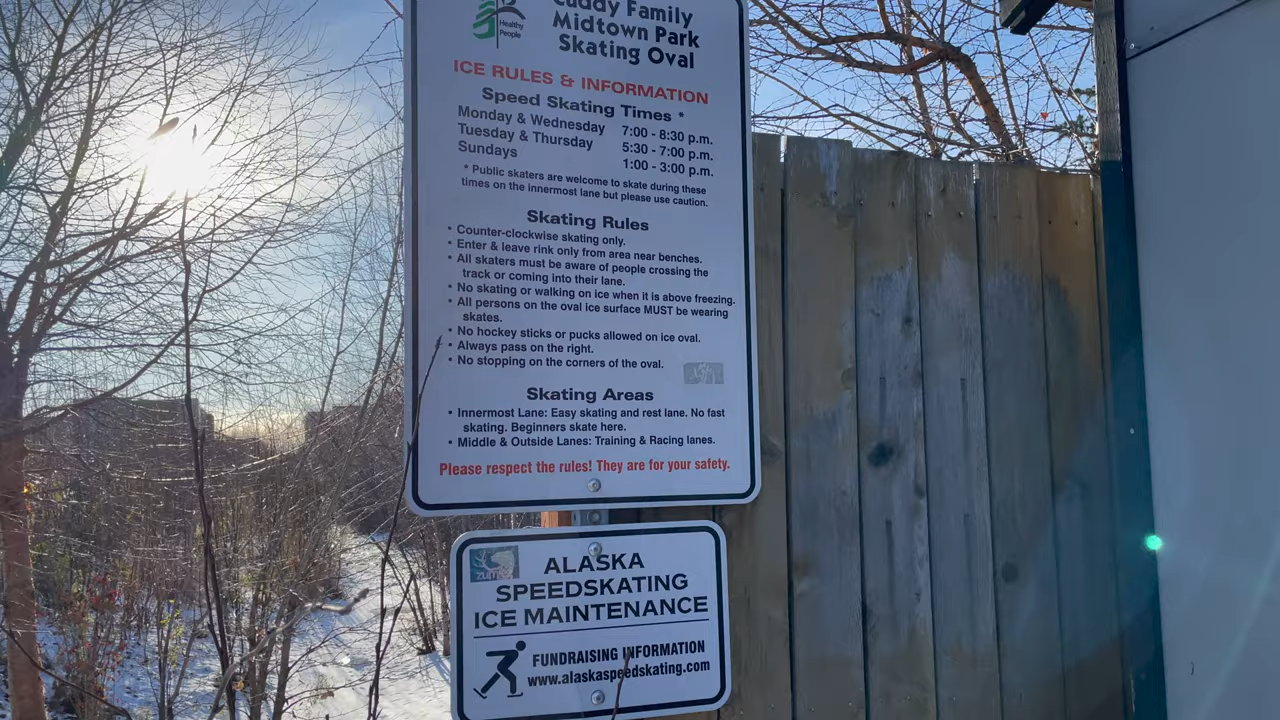 Healthy
People
Cuddy Family
Midtown Park
Skating Oval
ICE RULES & INFORMATION
Speed Skating Times *
Monday & Wednesday 7:00 - 8:30 p.m.
Tuesday & Thursday 5:30 - 7:00 p.m.
Sundays 1:00 - 3:00 p.m.
* Public skaters are welcome to skate during these
times on the innermost lane but please use caution.
Skating Rules
• Counter-clockwise skating only.
• Enter & leave rink only from area near benches.
• All skaters must be aware of people crossing the
track or coming into their lane.
• No skating or walking on ice when it is above freezing.
• All persons on the oval ice surface MUST be wearing
skates.
• No hockey sticks or pucks allowed on ice oval.
• Always pass on the right.
• No stopping on the corners of the oval.
Skating Areas
• Innermost Lane: Easy skating and rest lane. No fast
skating. Beginners skate here.
• Middle & Outside Lanes: Training & Racing lanes.
Please respect the rules! They are for your safety.
ALASKA
SPEEDSKATING
ICE MAINTENANCE
FUNDRAISING INFORMATION
www.alaskaspeedskating.com